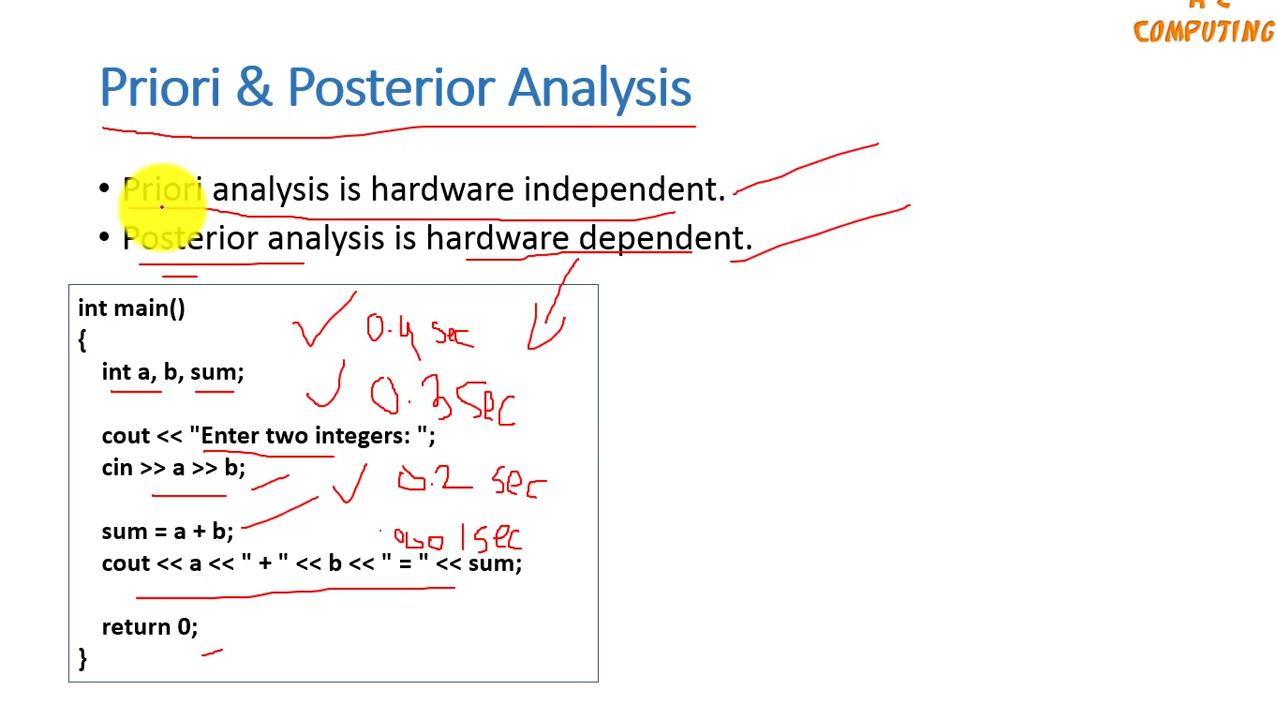 COMPUTING
Priori & Posterior Analysis
• Priori analysis is hardware independent.
• Posterior analysis is hardware dependent.
int main()
{
int a, b, sum;
cout << "Enter two integers: ";
cin >> a >> b;
sum = a + b;
cout << a << " + " << b << " = " << sum;
return 0;
}
0.4 sec
0.3 sec
0.2 sec